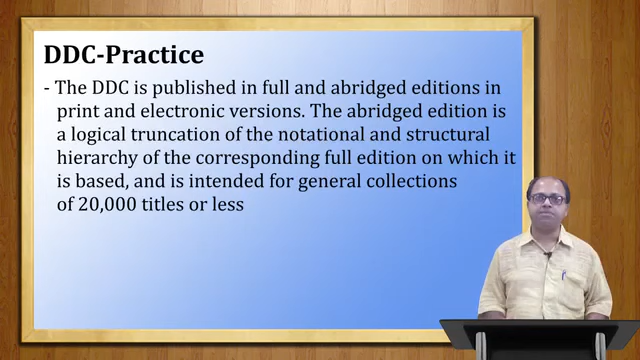 DDC-Practice
- The DDC is published in full and abridged editions in
print and electronic versions. The abridged edition is
a logical truncation of the notational and structural
hierarchy of the corresponding full edition on which it
is based, and is intended for general collections
of 20,000 titles or less